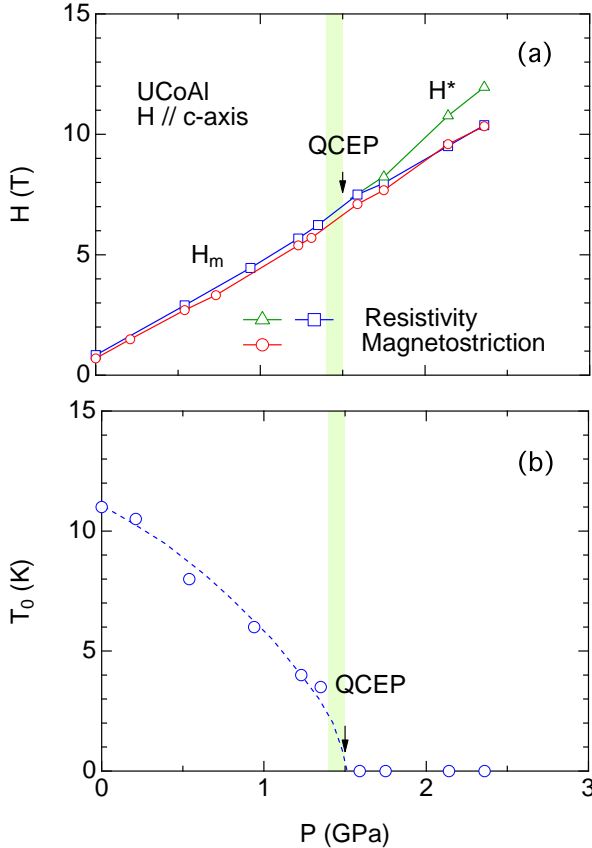 15
(a)
UCoAl
H // c-axis
H*
10
QCEP
H (T)
Hₘ
5
Resistivity
Magnetostriction
0
15
(b)
10
T₀ (K)
5
QCEP
0
0
1
2
3
P (GPa)